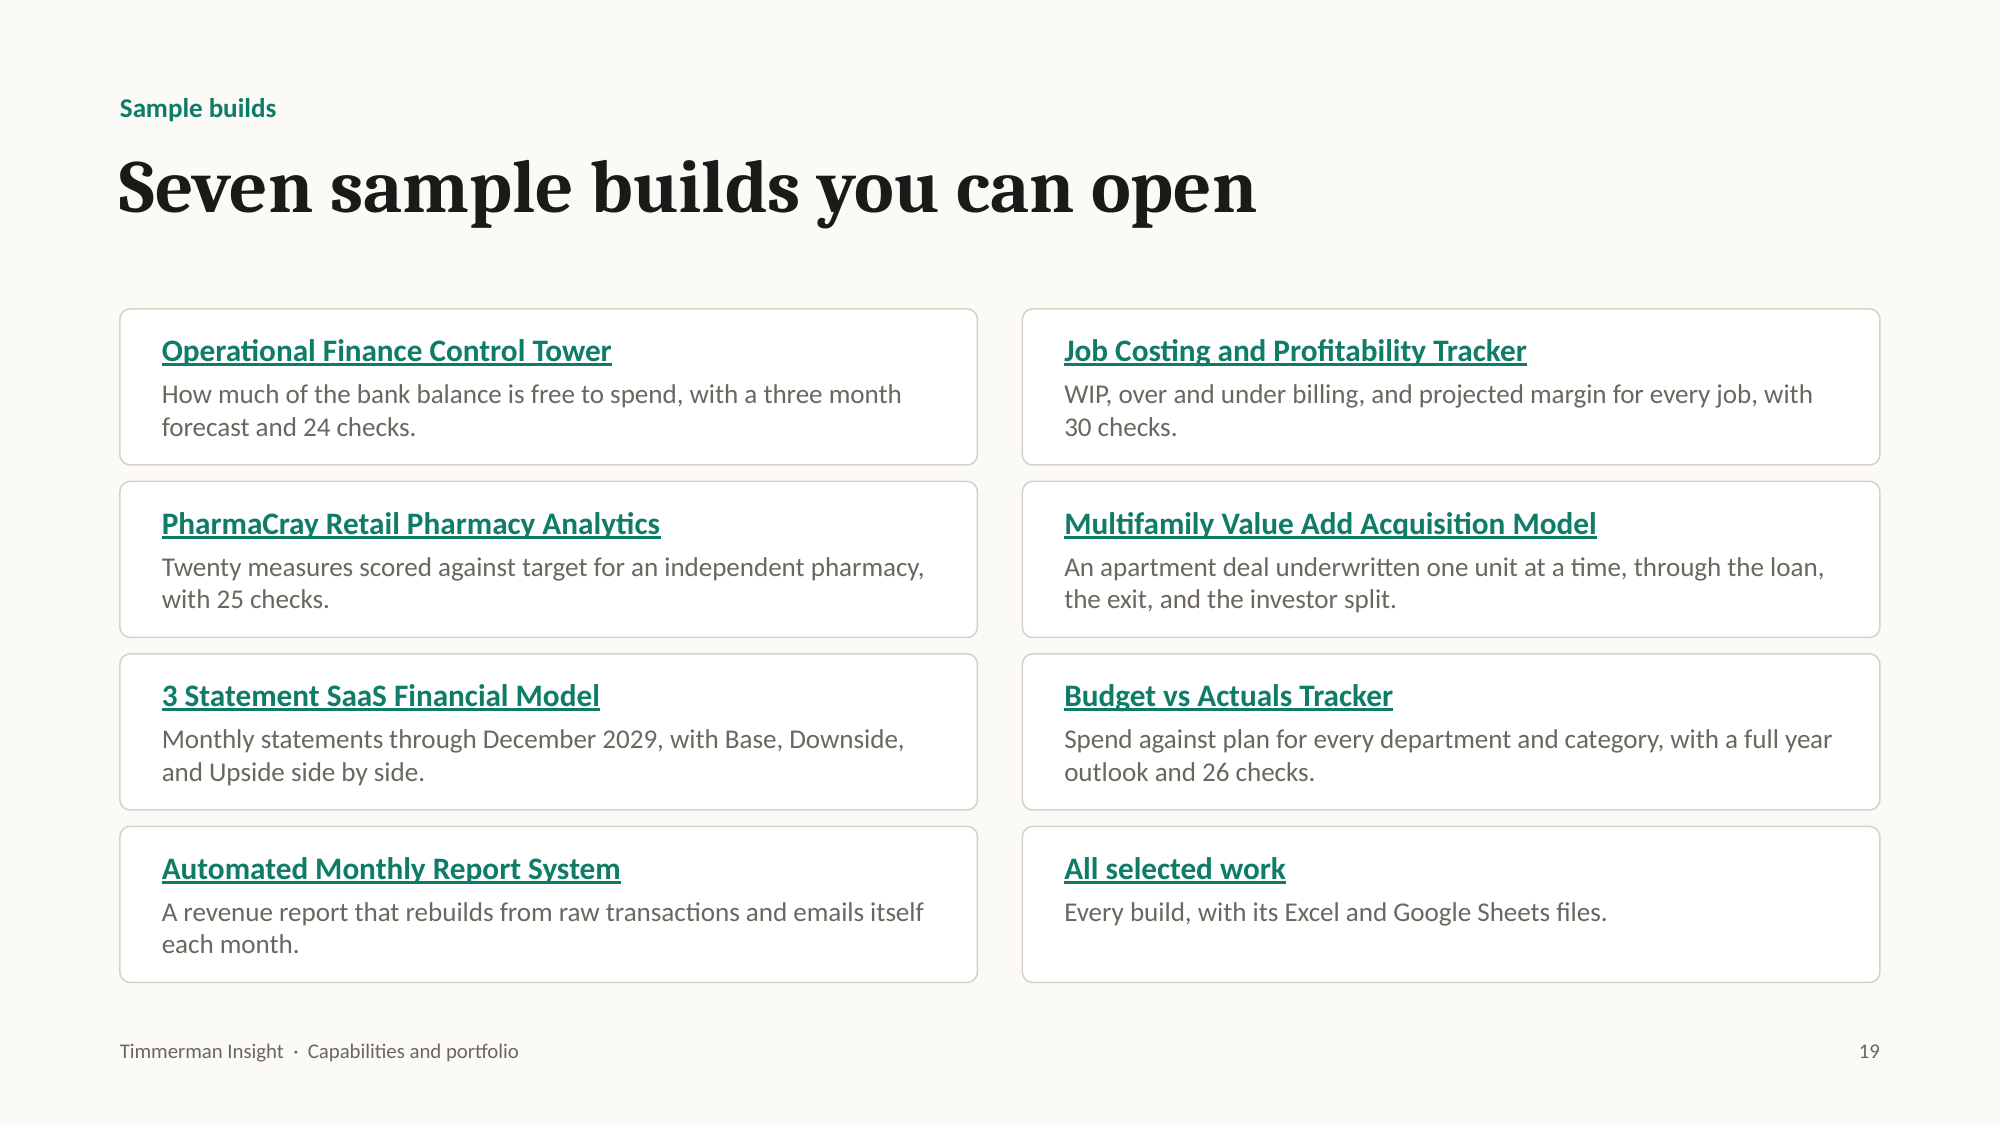 Sample builds
Seven sample builds you can open
Operational Finance Control Tower
How much of the bank balance is free to spend, with a three month
forecast and 24 checks.
Job Costing and Profitability Tracker
WIP, over and under billing, and projected margin for every job, with
30 checks.
PharmaCray Retail Pharmacy Analytics
Twenty measures scored against target for an independent pharmacy,
with 25 checks.
Multifamily Value Add Acquisition Model
An apartment deal underwritten one unit at a time, through the loan,
the exit, and the investor split.
3 Statement SaaS Financial Model
Monthly statements through December 2029, with Base, Downside,
and Upside side by side.
Budget vs Actuals Tracker
Spend against plan for every department and category, with a full year
outlook and 26 checks.
Automated Monthly Report System
A revenue report that rebuilds from raw transactions and emails itself
each month.
All selected work
Every build, with its Excel and Google Sheets files.
Timmerman Insight · Capabilities and portfolio
19